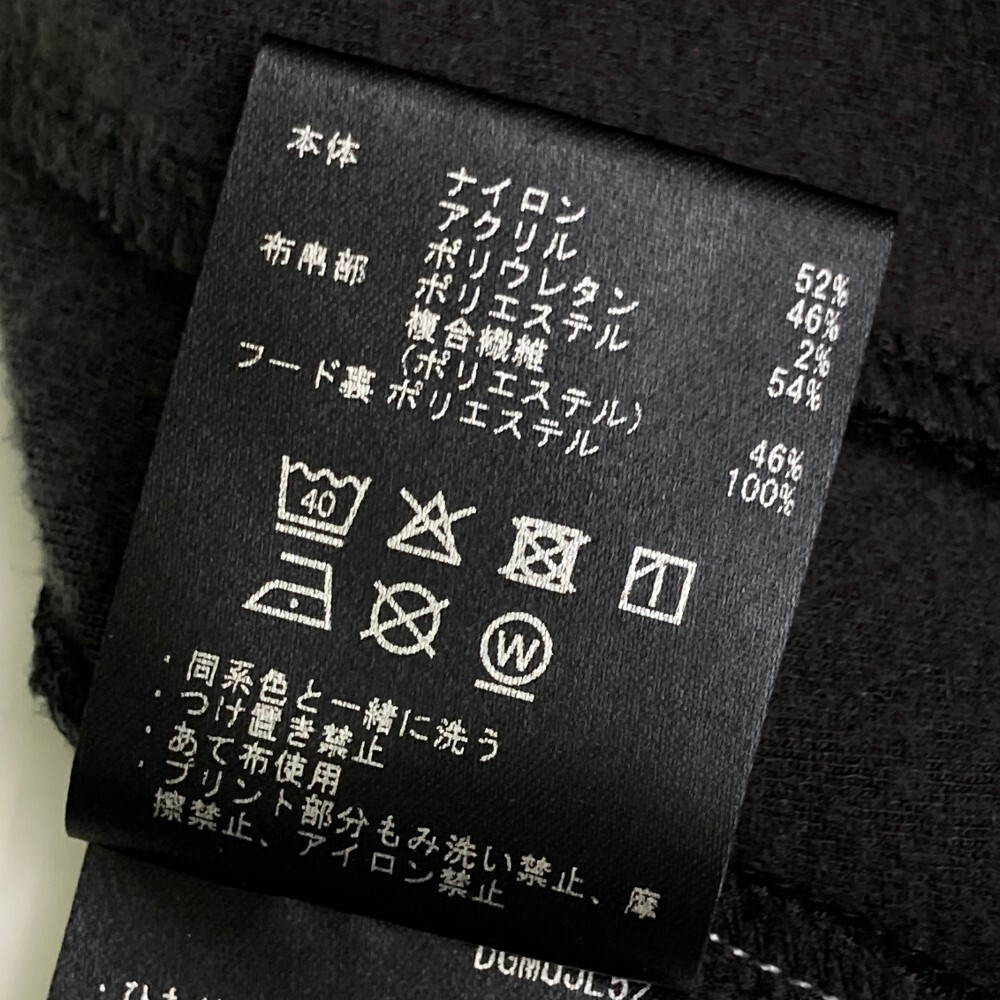 本体 ナイロン 52%
アクリル 46%
ポリウレタン 2%
布帛部 ポリエステル 54%
複合繊維
(ポリエステル) 46%
フード裏 ポリエステル 100%
40
W
・同系色と一緒に洗う
・つけ置き禁止
・あて布使用
・プリント部分もみ洗い禁止、摩
擦禁止、アイロン禁止